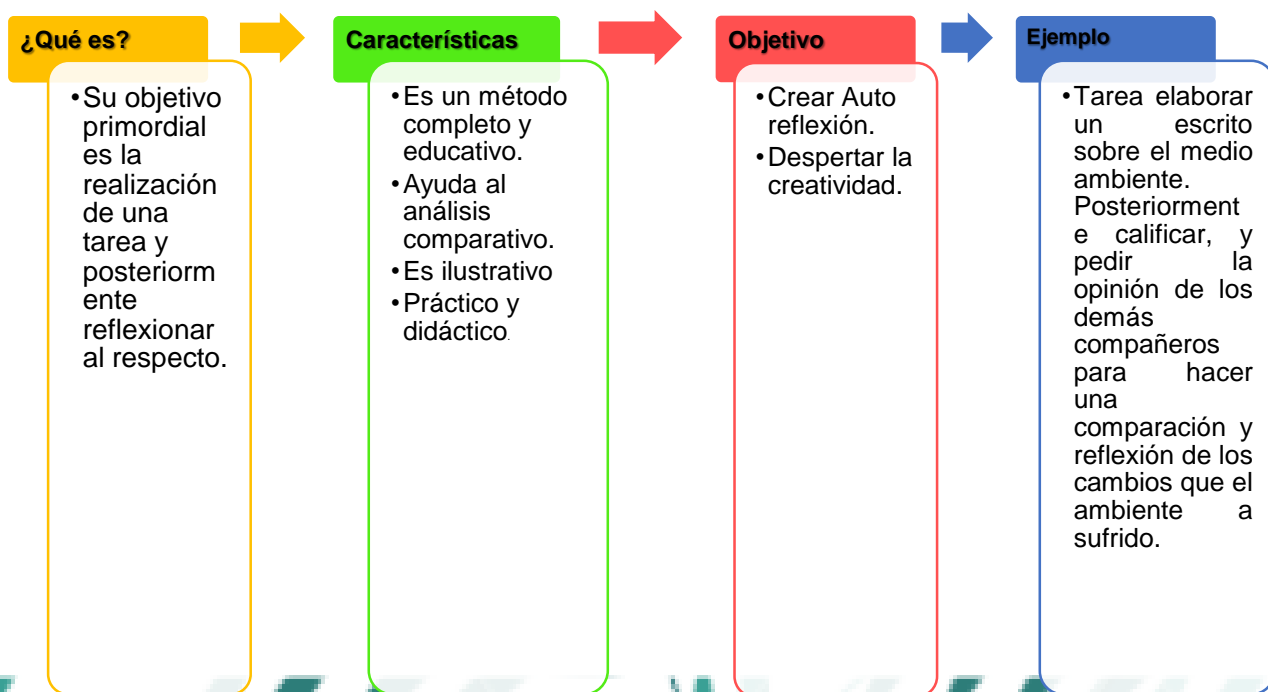 ¿Qué es?
•Su objetivo
primordial
es la
realización
de una
tarea y
posteriorm
ente
reflexionar
al respecto.
Características
•Es un método
completo y
educativo.
•Ayuda al
análisis
comparativo.
•Es ilustrativo
•Práctico y
didáctico.
Objetivo
•Crear Auto
reflexión.
•Despertar la
creatividad.
Ejemplo
•Tarea elaborar
un escrito
sobre el medio
ambiente.
Posteriorment
e calificar, y
pedir la
opinión de los
demás
compañeros
para hacer
una
comparación y
reflexión de los
cambios que el
ambiente a
sufrido.